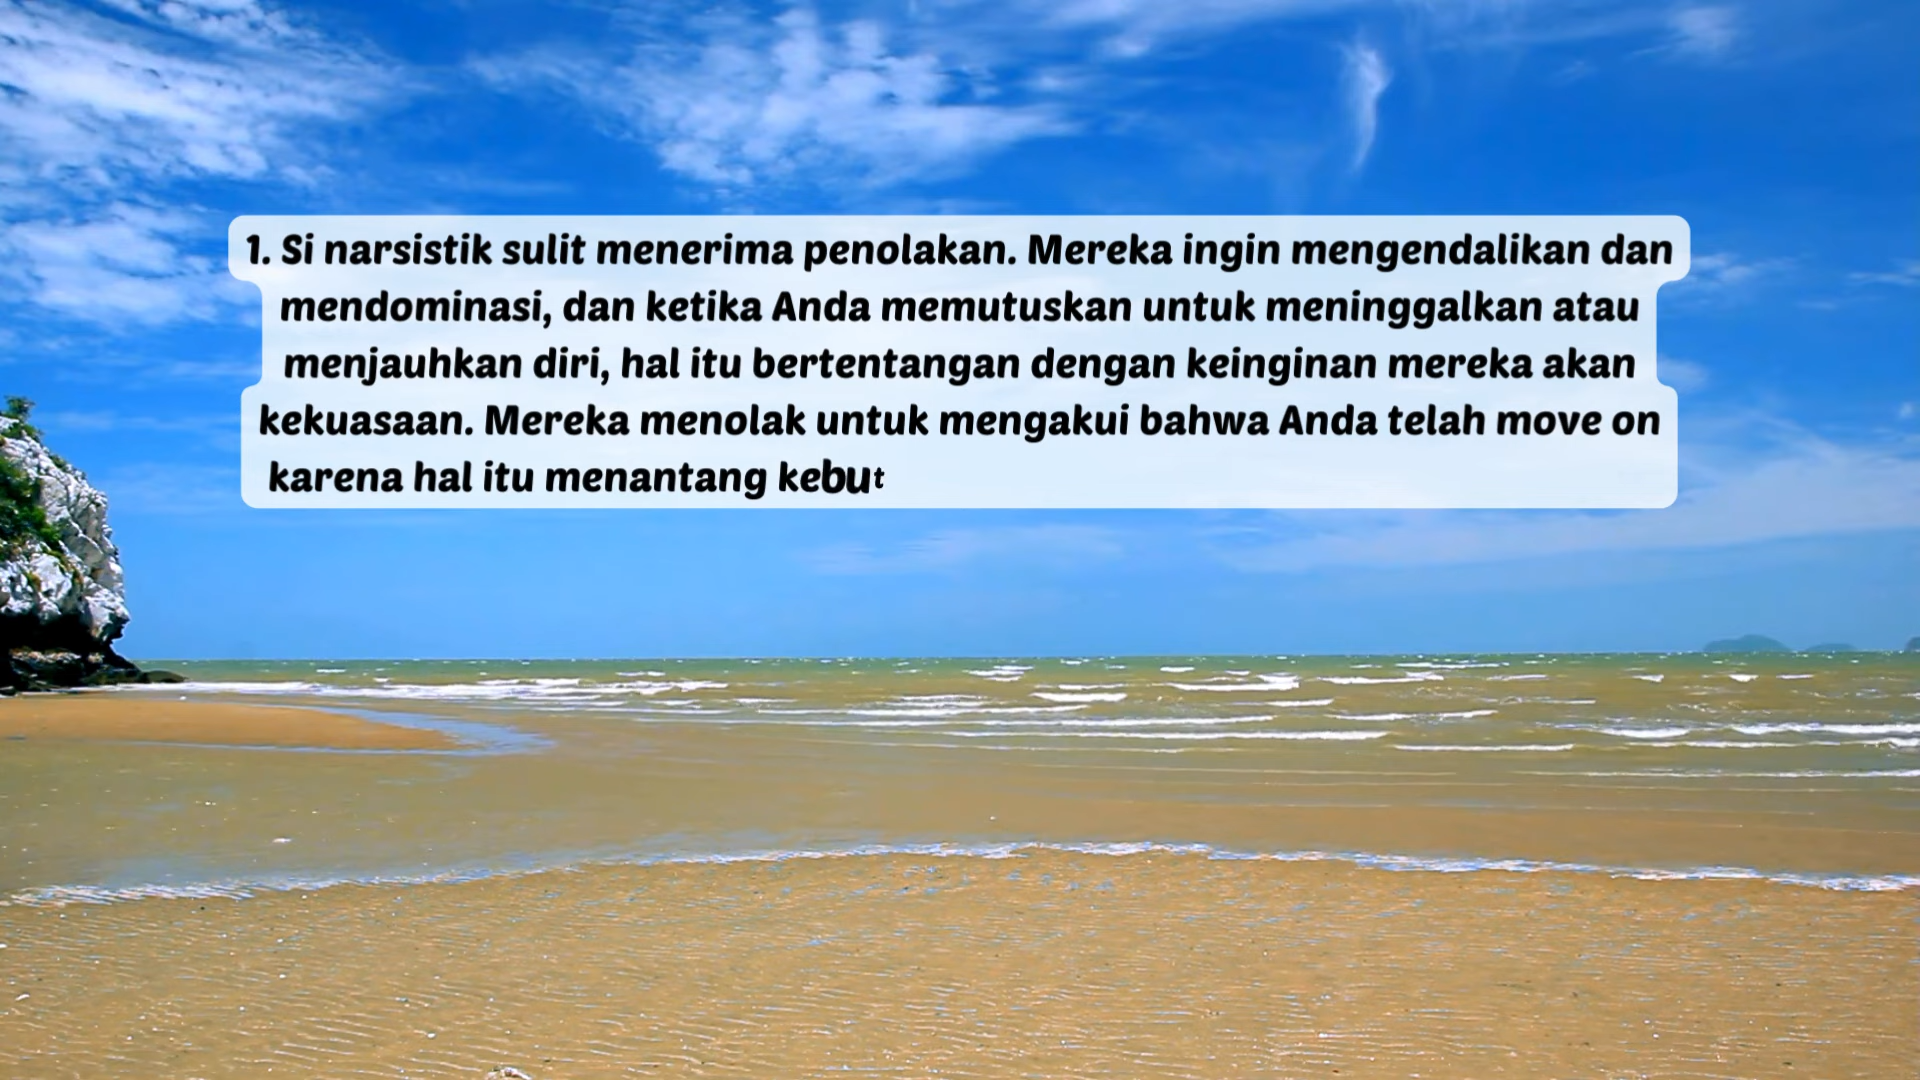 1. Si narsistik sulit menerima penolakan. Mereka ingin mengendalikan dan
mendominasi, dan ketika Anda memutuskan untuk meninggalkan atau
menjauhkan diri, hal itu bertentangan dengan keinginan mereka akan
kekuasaan. Mereka menolak untuk mengakui bahwa Anda telah move on
karena hal itu menantang kebut